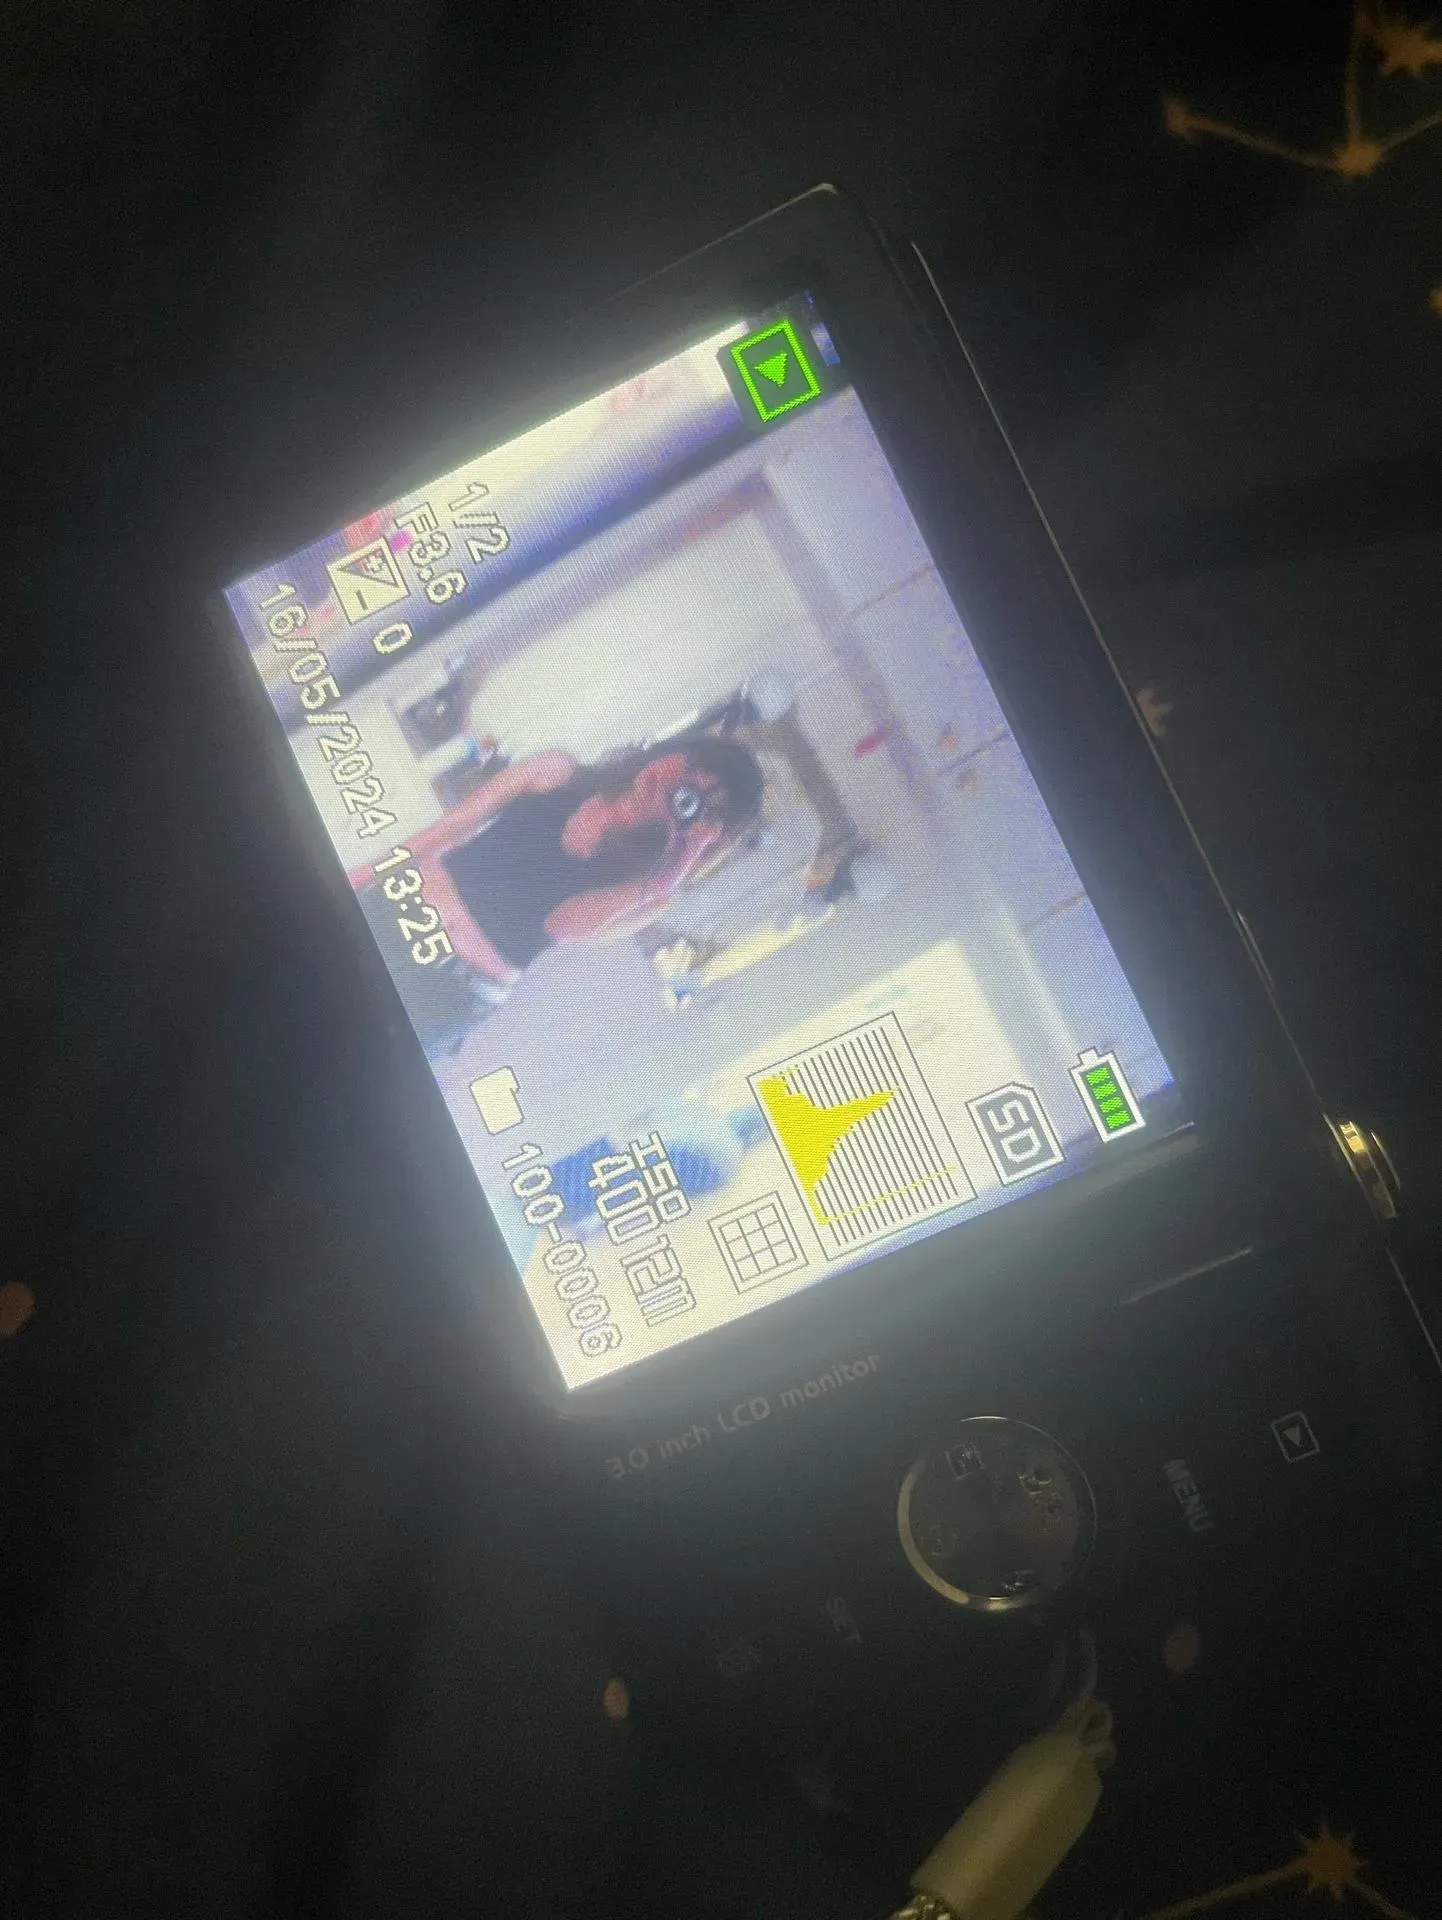 1/2
F3.6
0
16/05/2024 13:25
SD
ISO
400
12m
100-0006
3.0 inch LCD monitor
MENU
SET